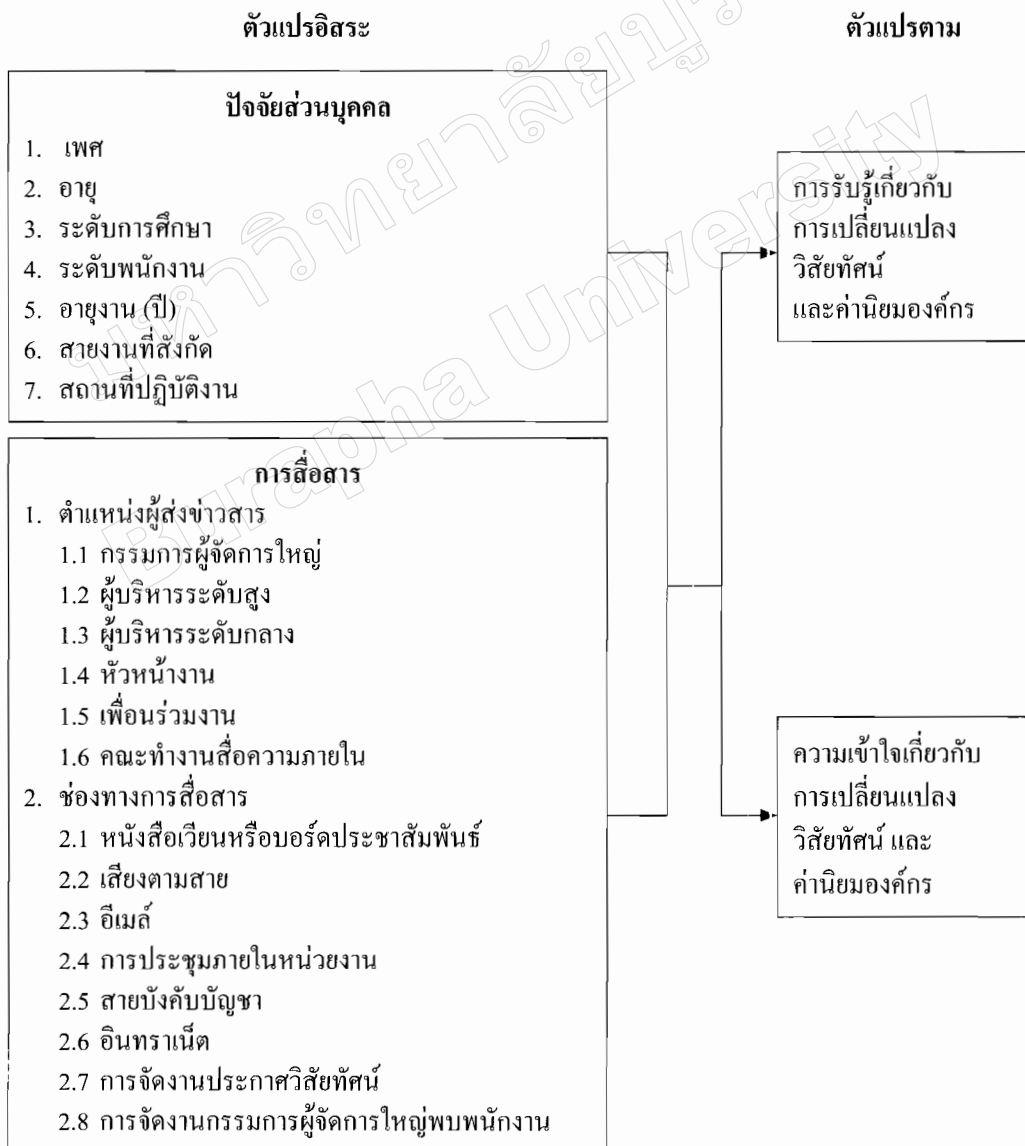 ตัวแปรอิสระ
ตัวแปรตาม
ปัจจัยส่วนบุคคล
1. เพศ
2. อายุ
3. ระดับการศึกษา
4. ระดับพนักงาน
5. อายุงาน (ปี)
6. สายงานที่สังกัด
7. สถานที่ปฏิบัติงาน
การสื่อสาร
1. ตำแหน่งผู้ส่งข่าวสาร
1.1 กรรมการผู้จัดการใหญ่
1.2 ผู้บริหารระดับสูง
1.3 ผู้บริหารระดับกลาง
1.4 หัวหน้างาน
1.5 เพื่อนร่วมงาน
1.6 คณะทำงานสื่อความภายใน
2. ช่องทางการสื่อสาร
2.1 หนังสือเวียนหรือบอร์ดประชาสัมพันธ์
2.2 เสียงตามสาย
2.3 อีเมล์
2.4 การประชุมภายในหน่วยงาน
2.5 สายบังคับบัญชา
2.6 อินทราเน็ต
2.7 การจัดงานประกาศวิสัยทัศน์
2.8 การจัดงานกรรมการผู้จัดการใหญ่พบพนักงาน
การรับรู้เกี่ยวกับ
การเปลี่ยนแปลง
วิสัยทัศน์
และค่านิยมองค์กร
ความเข้าใจเกี่ยวกับ
การเปลี่ยนแปลง
วิสัยทัศน์ และ
ค่านิยมองค์กร
Burapha University